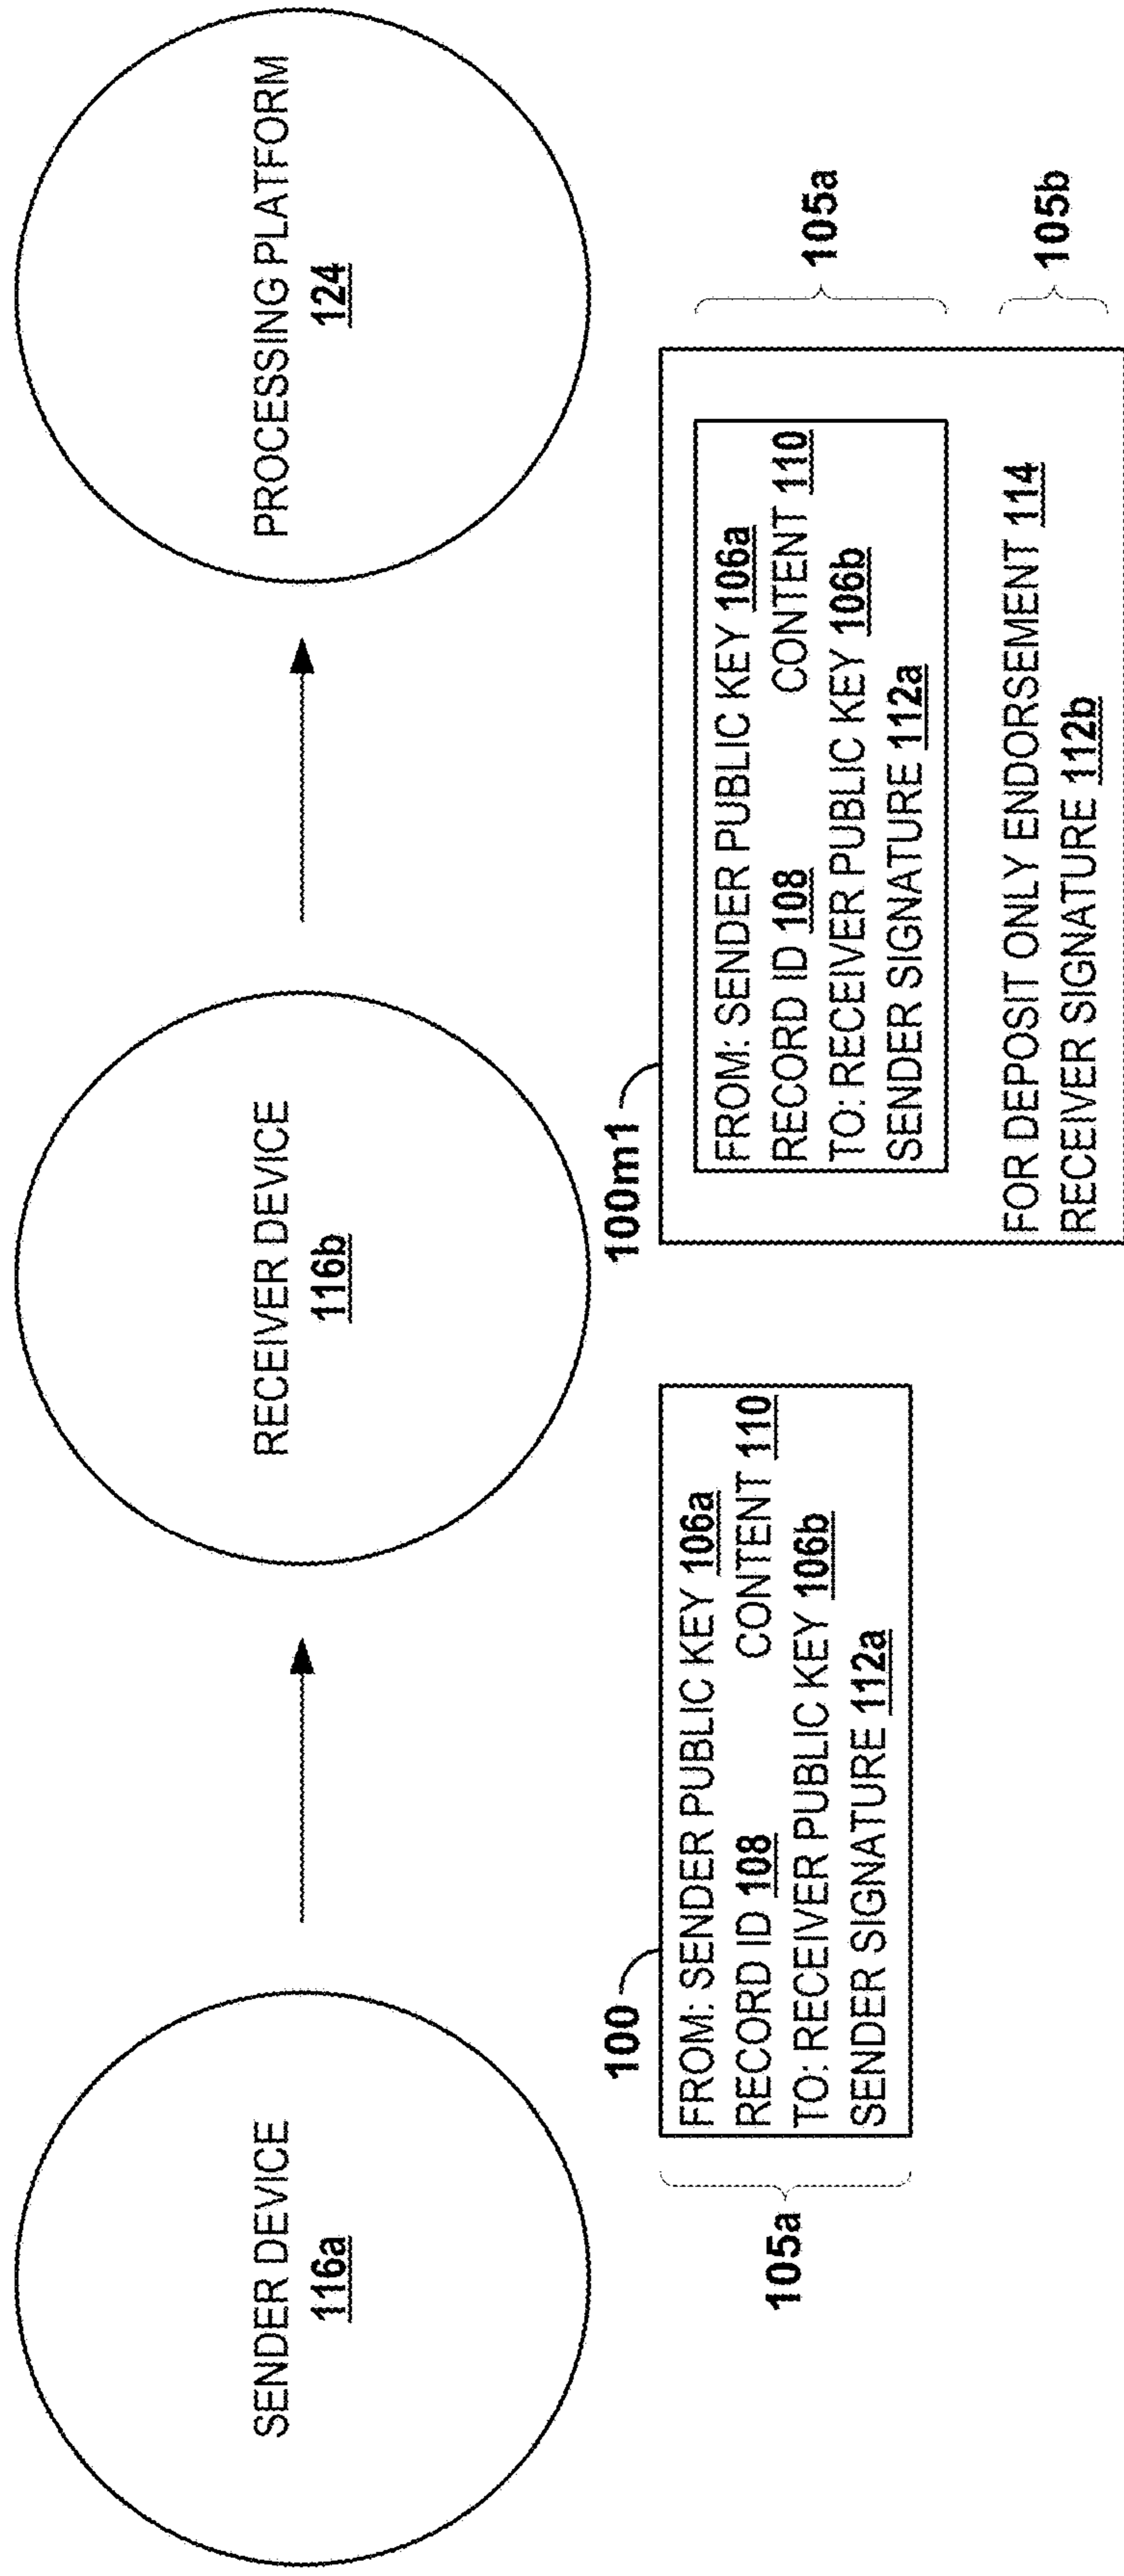 SENDER DEVICE
116a
RECEIVER DEVICE
116b
PROCESSING PLATFORM
124
100
105a
FROM: SENDER PUBLIC KEY 106a
RECORD ID 108 CONTENT 110
TO: RECEIVER PUBLIC KEY 106b
SENDER SIGNATURE 112a
100m1
FROM: SENDER PUBLIC KEY 106a
RECORD ID 108 CONTENT 110
TO: RECEIVER PUBLIC KEY 106b
SENDER SIGNATURE 112a
105a
FOR DEPOSIT ONLY ENDORSEMENT 114
RECEIVER SIGNATURE 112b
105b